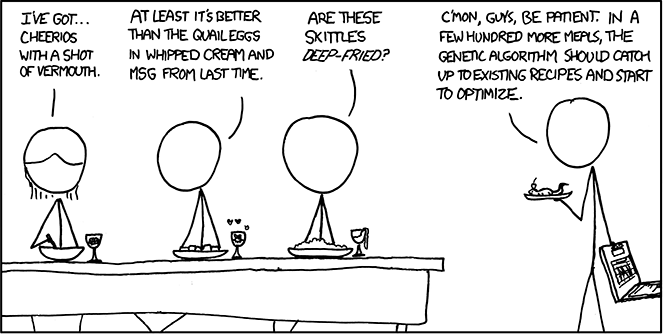 I'VE GOT...
CHEERIOS
WITH A SHOT
OF VERMOUTH.
AT LEAST IT'S BETTER
THAN THE QUAIL EGGS
IN WHIPPED CREAM AND
MSG FROM LAST TIME.
ARE THESE
SKITTLES
DEEP-FRIED?
C'MON, GUYS, BE PATIENT. IN A
FEW HUNDRED MORE MEALS, THE
GENETIC ALGORITHM SHOULD CATCH
UP TO EXISTING RECIPES AND START
TO OPTIMIZE.